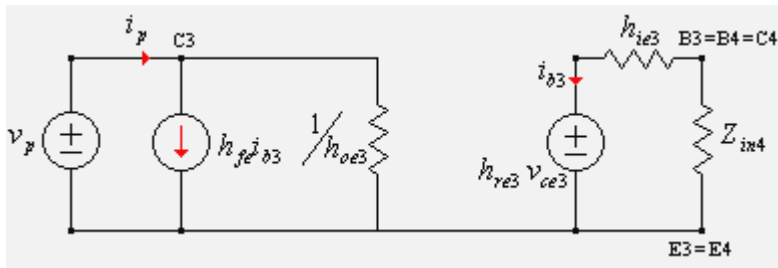 i_p
C3
h_ie3
B3=B4=C4
i_b3
v_p
h_fe i_b3
1/h_oe3
h_re3 v_ce3
Z_in4
E3=E4